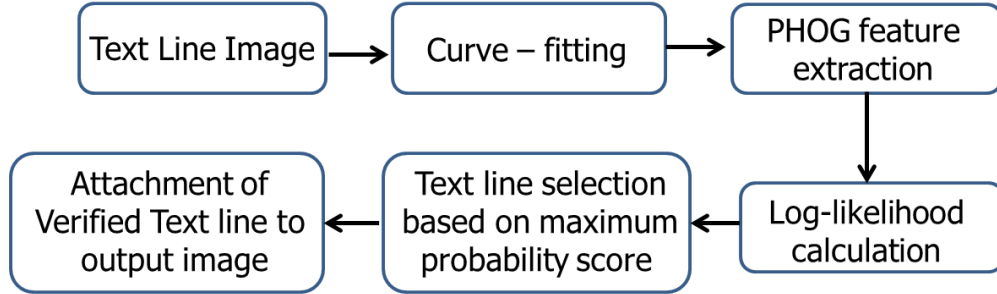 Text Line Image
Curve – fitting
PHOG feature
extraction
Log-likelihood
calculation
Text line selection
based on maximum
probability score
Attachment of
Verified Text line to
output image